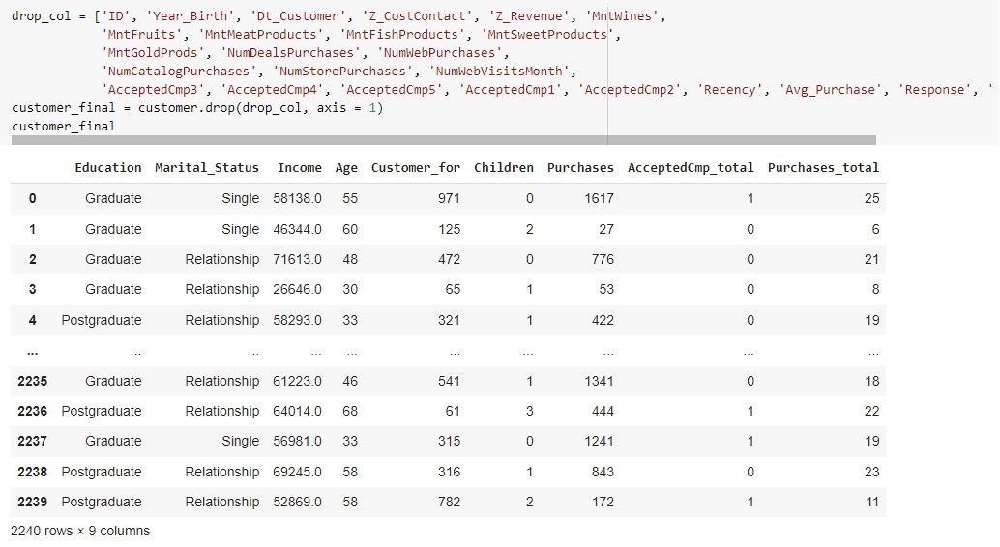 drop_col = ['ID', 'Year_Birth', 'Dt_Customer', 'Z_CostContact', 'Z_Revenue', 'MntWines',
'MntFruits', 'MntMeatProducts', 'MntFishProducts', 'MntSweetProducts',
'MntGoldProds', 'NumDealsPurchases', 'NumWebPurchases',
'NumCatalogPurchases', 'NumStorePurchases', 'NumWebVisitsMonth',
'AcceptedCmp3', 'AcceptedCmp4', 'AcceptedCmp5', 'AcceptedCmp1', 'AcceptedCmp2', 'Recency', 'Avg_Purchase', 'Response', '
customer_final = customer.drop(drop_col, axis = 1)
customer_final
Education Marital_Status Income Age Customer_for Children Purchases AcceptedCmp_total Purchases_total
0 Graduate Single 58138.0 55 971 0 1617 1 25
1 Graduate Single 46344.0 60 125 2 27 0 6
2 Graduate Relationship 71613.0 48 472 0 776 0 21
3 Graduate Relationship 26646.0 30 65 1 53 0 8
4 Postgraduate Relationship 58293.0 33 321 1 422 0 19
... ... ... ... ... ... ... ... ... ...
2235 Graduate Relationship 61223.0 46 541 1 1341 0 18
2236 Postgraduate Relationship 64014.0 68 61 3 444 1 22
2237 Graduate Single 56981.0 33 315 0 1241 1 19
2238 Postgraduate Relationship 69245.0 58 316 1 843 0 23
2239 Postgraduate Relationship 52869.0 58 782 2 172 1 11
2240 rows × 9 columns